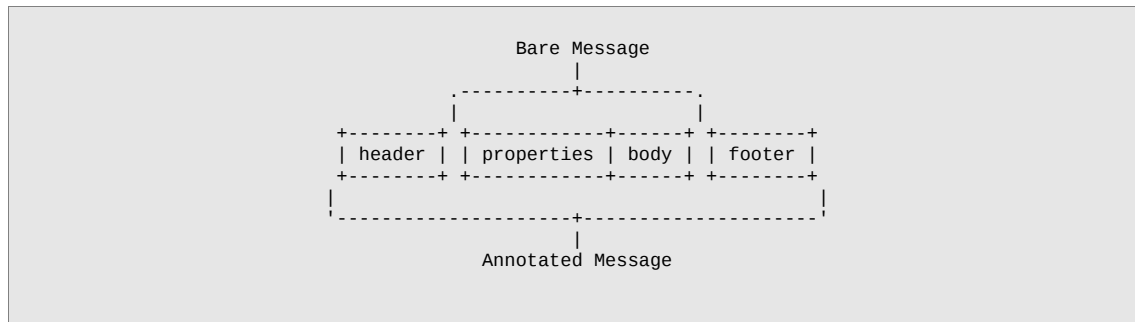 Bare Message
|
.----------+----------.
|                     |
+--------+ +------------+------+ +--------+
| header | | properties | body | | footer |
+--------+ +------------+------+ +--------+
|                                           |
'---------------------+---------------------'
|
Annotated Message